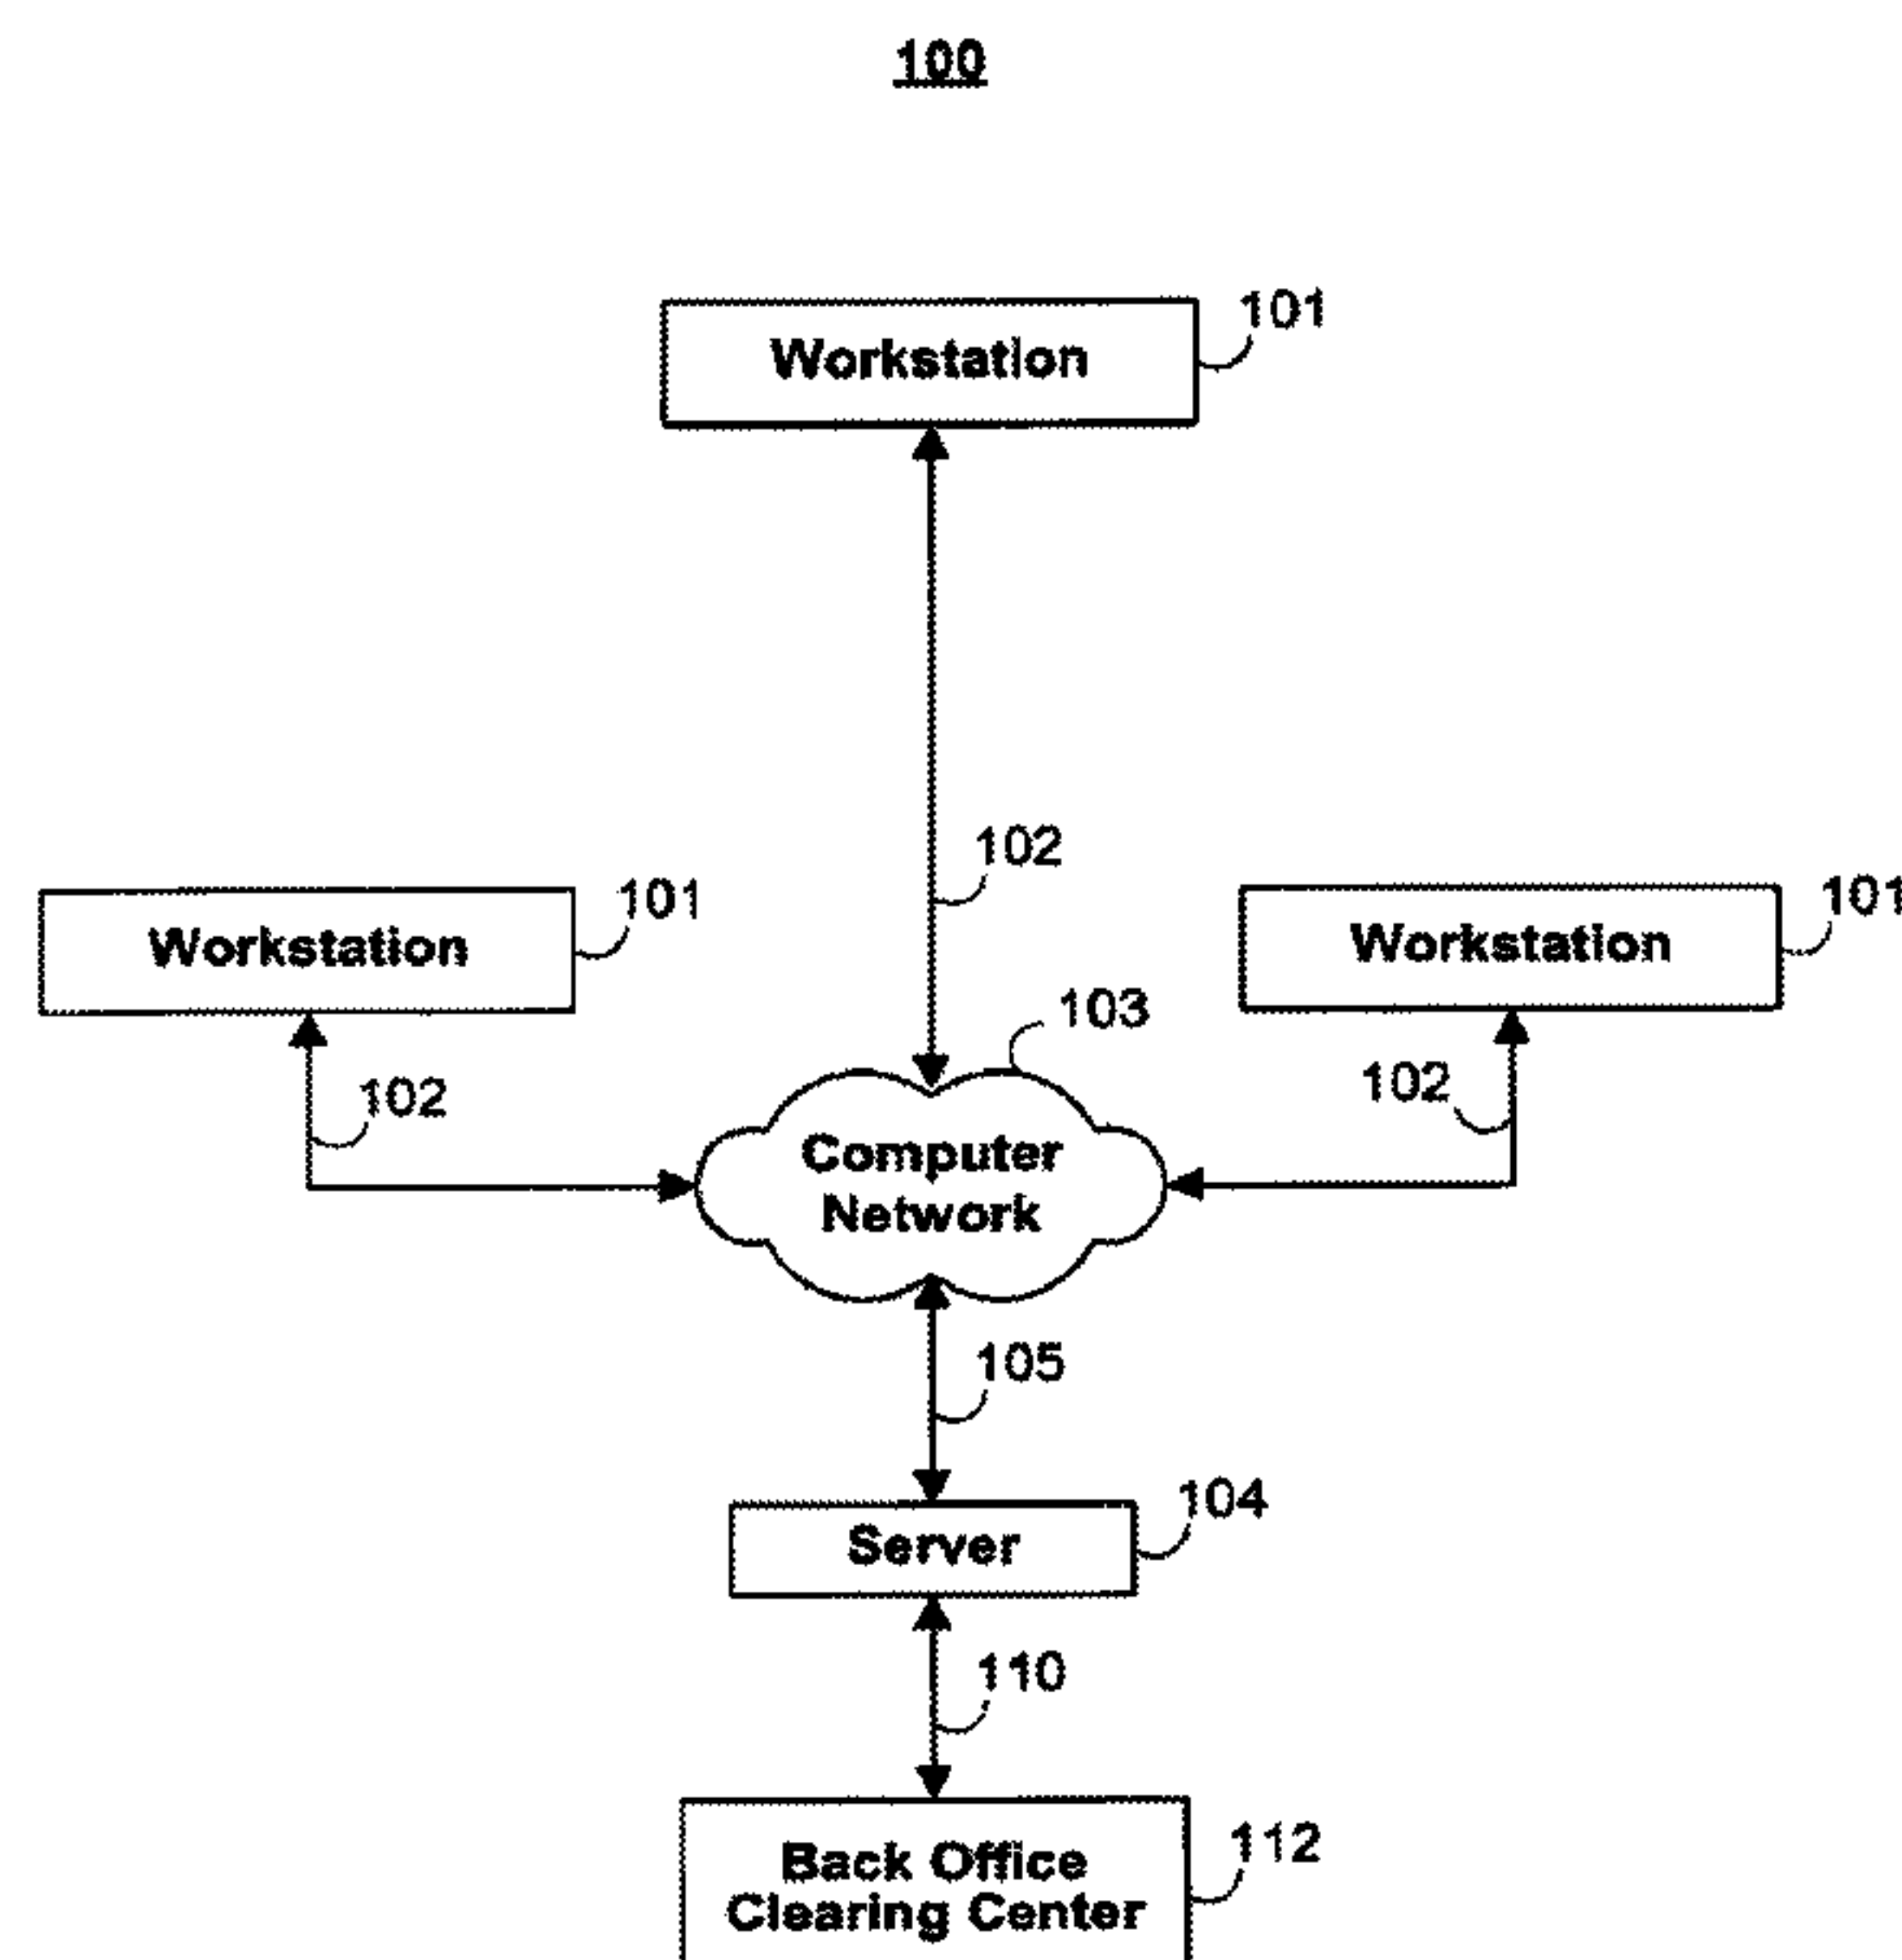 100
Workstation
101
102
Workstation
101
Workstation
101
103
102
102
Computer
Network
105
Server
104
110
Back Office
Clearing Center
112